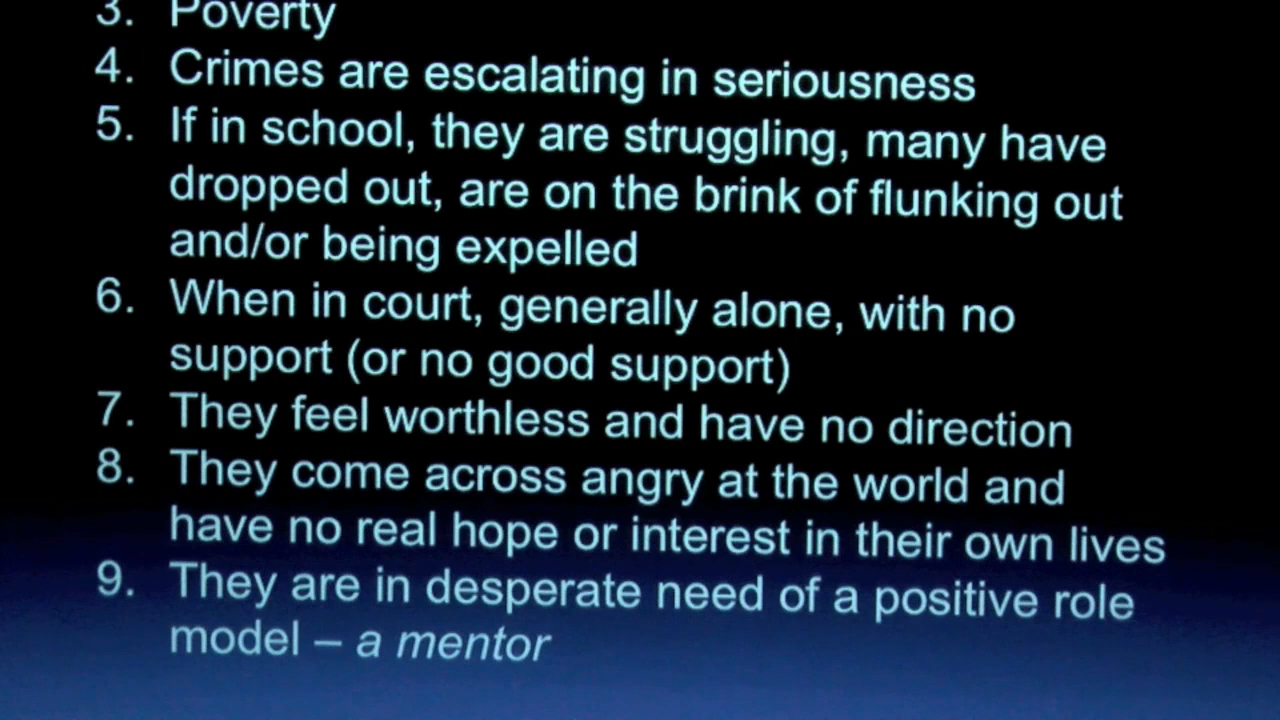 3. Poverty
4. Crimes are escalating in seriousness
5. If in school, they are struggling, many have
dropped out, are on the brink of flunking out
and/or being expelled
6. When in court, generally alone, with no
support (or no good support)
7. They feel worthless and have no direction
8. They come across angry at the world and
have no real hope or interest in their own lives
9. They are in desperate need of a positive role
model – a mentor